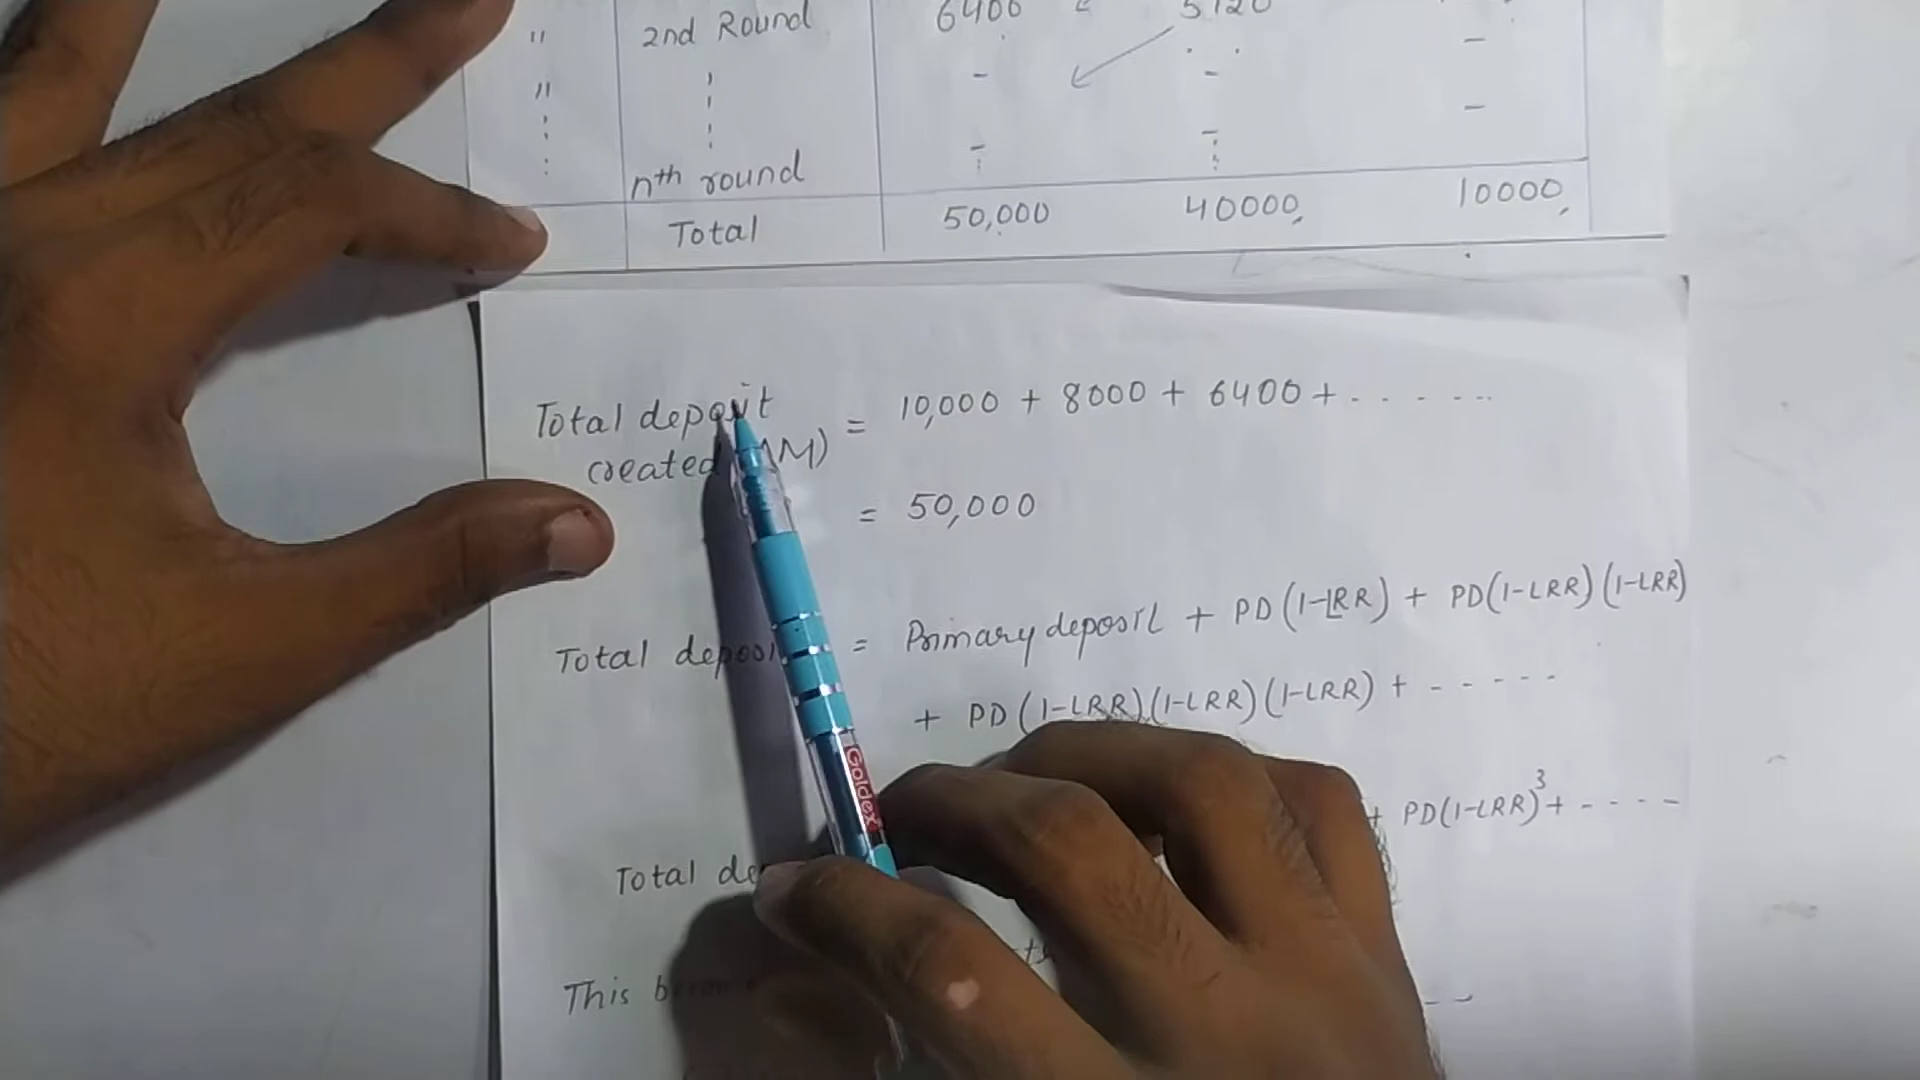 " 2nd Round 6400 5120
"
nth round
Total 50,000 40000, 10000,
Total deposit = 10,000 + 8000 + 6400 + . . . . . .
created M)
= 50,000
Total deposi = Primary deposit + PD (1-LRR) + PD(1-LRR) (1-LRR)
+ PD (1-LRR) (1-LRR) (1-LRR) + - - - - -
+ PD(1-LRR)³ + - - - -
Total de
This
Goldex